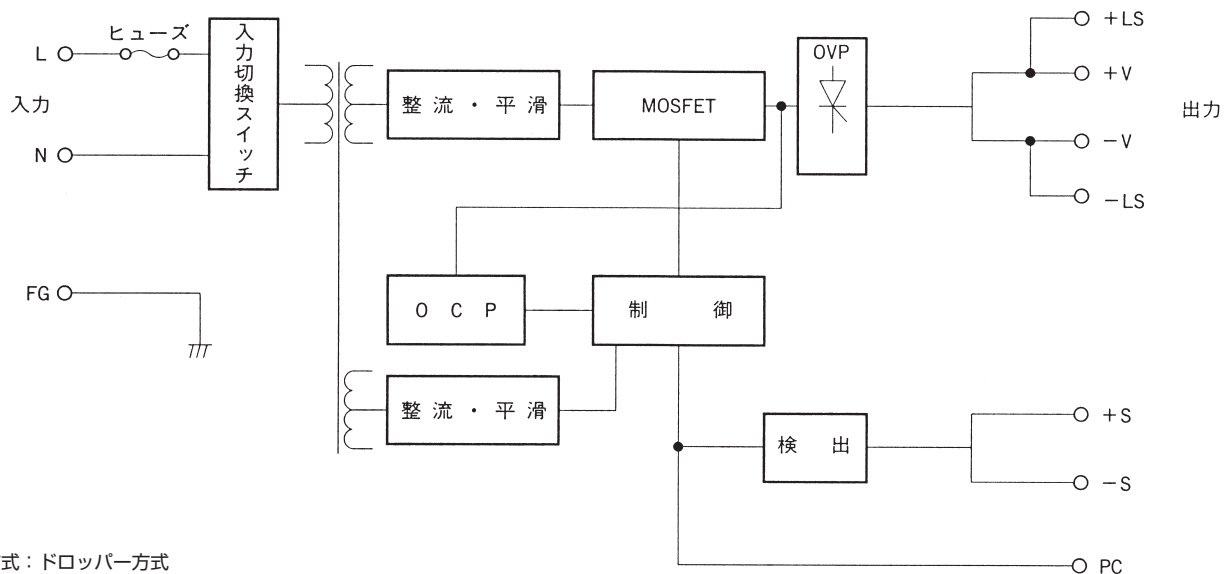 ヒューズ
L
入力
N
FG
入力切換スイッチ
整流・平滑
MOSFET
OVP
+LS
+V
出力
-V
-LS
OCP
制御
整流・平滑
検出
+S
-S
PC
式：ドロッパー方式